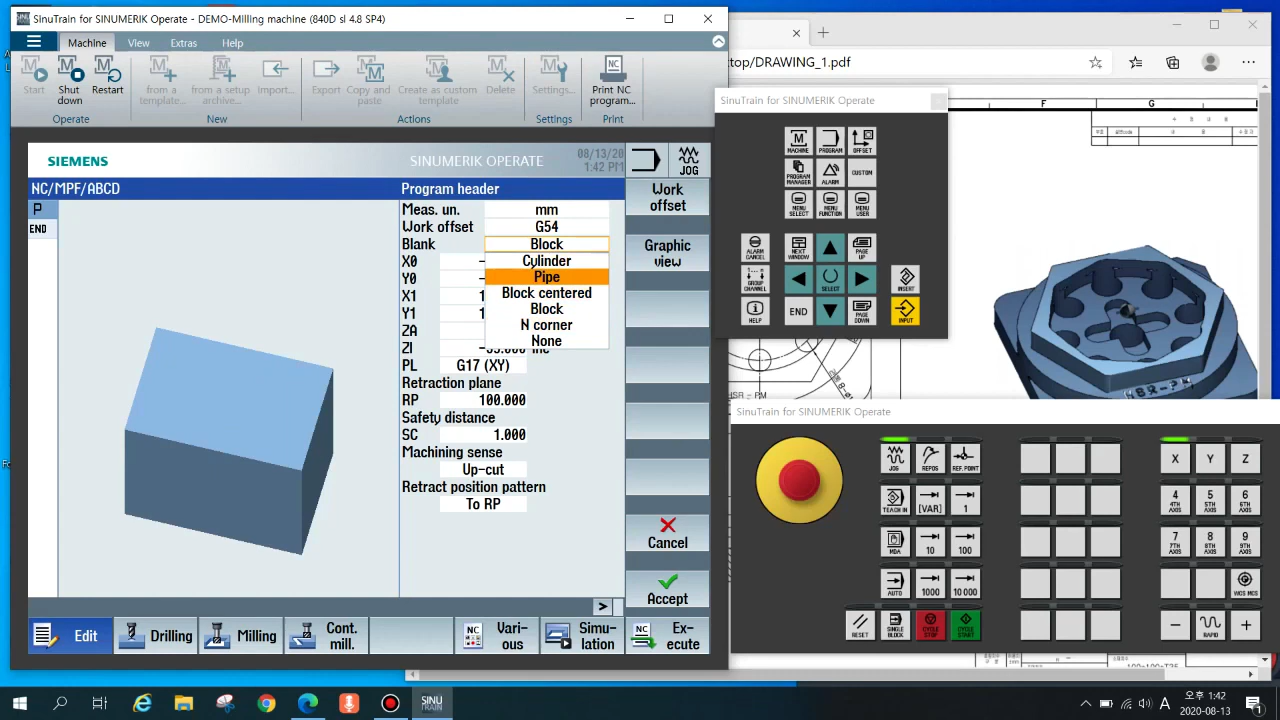 SinuTrain for SINUMERIK Operate - DEMO-Milling machine (840D sl 4.8 SP4)
Machine View Extras Help
Start
Shut down
Restart
from a template...
from a setup archive...
Import...
Export
Copy and paste
Create as custom template
Delete
Settings...
Print NC program...
Operate
New
Actions
Settings
Print
SIEMENS
SINUMERIK OPERATE
08/13/20
1:42 PM
JOG
NC/MPF/ABCD
Program header
P
END
Meas. un. mm
Work offset G54
Blank Block
X0 -
Y0 -
X1 1
Y1 1
ZA
ZI
Cylinder
Pipe
Block centered
Block
N corner
None
PL G17 (XY)
Retraction plane
RP 100.000
Safety distance
SC 1.000
Machining sense
Up-cut
Retract position pattern
To RP
Work offset
Graphic view
Cancel
Accept
>
Edit
Drilling
Milling
Cont. mill.
NC
Vari-ous
Simu-lation
NC
Ex-ecute
top/DRAWING_1.pdf
F
G
SinuTrain for SINUMERIK Operate
M MACHINE
PROGRAM
OFFSET
PROGRAM MANAGER
ALARM
CUSTOM
MENU SELECT
MENU FUNCTION
MENU USER
ALARM CANCEL
NEXT WINDOW
PAGE UP
1...n GROUP CHANNEL
SELECT
INSERT
HELP
END
PAGE DOWN
INPUT
SinuTrain for SINUMERIK Operate
JOG
REPOS
REF. POINT
X
Y
Z
TEACH IN
[VAR]
1
4 4TH AXIS
5 5TH AXIS
6 6TH AXIS
MDA
10
100
7 7TH AXIS
8 8TH AXIS
9 9TH AXIS
AUTO
1000
10 000
WCS MCS
RESET
SINGLE BLOCK
CYCLE STOP
CYCLE START
-
RAPID
+
SINU TRAIN
A
오후 1:42
2020-08-13
1